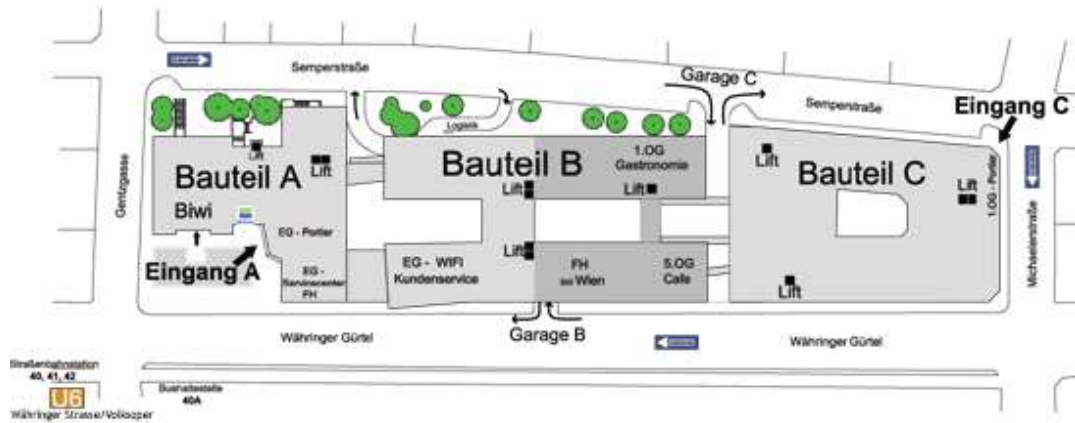 Semperstraße
Garage C
Semperstraße
Eingang C
Logistik
1.OG
Gastronomie
Gentzgasse
Lift
Lift
Bauteil A
Bauteil B
Bauteil C
Lift
Lift
Lift
Lift
1.OG - Portier
Michaelerstraße
Biwi
EG - Portier
Eingang A
EG -
Servicecenter
FH
EG - WIFI
Kundenservice
Lift
FH
Wien
5.OG
Cafe
Lift
Währinger Gürtel
Garage B
Währinger Gürtel
Straßenbahnstation
40, 41, 42
U6
Währinger Strasse/Volksoper
Bushaltestelle
40A